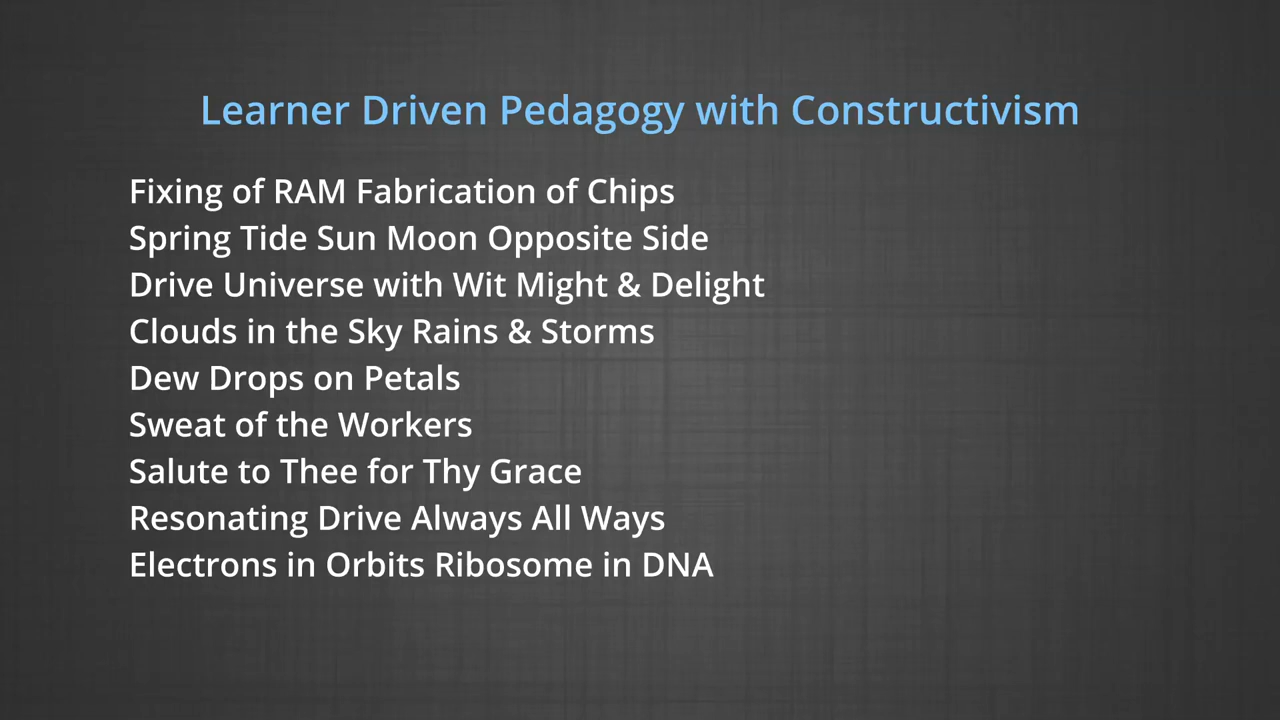 Learner Driven Pedagogy with Constructivism
Fixing of RAM Fabrication of Chips
Spring Tide Sun Moon Opposite Side
Drive Universe with Wit Might & Delight
Clouds in the Sky Rains & Storms
Dew Drops on Petals
Sweat of the Workers
Salute to Thee for Thy Grace
Resonating Drive Always All Ways
Electrons in Orbits Ribosome in DNA